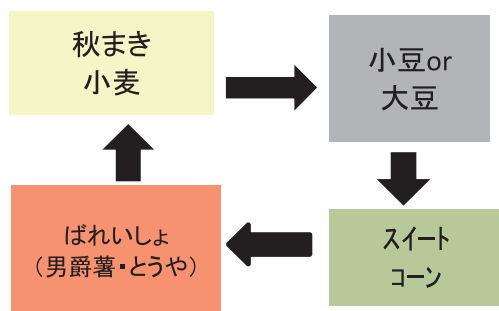 秋まき
小麦
小豆or
大豆
スイート
コーン
ばれいしょ
（男爵薯・とうや）